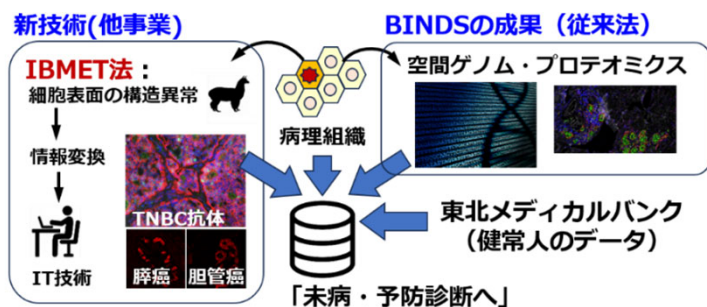 新技術(他事業)
IBMET法：
細胞表面の構造異常
情報変換
IT技術
TNBC抗体
膵癌
胆管癌
病理組織
BINDSの成果（従来法）
空間ゲノム・プロテオミクス
東北メディカルバンク
（健常人のデータ）
「未病・予防診断へ」